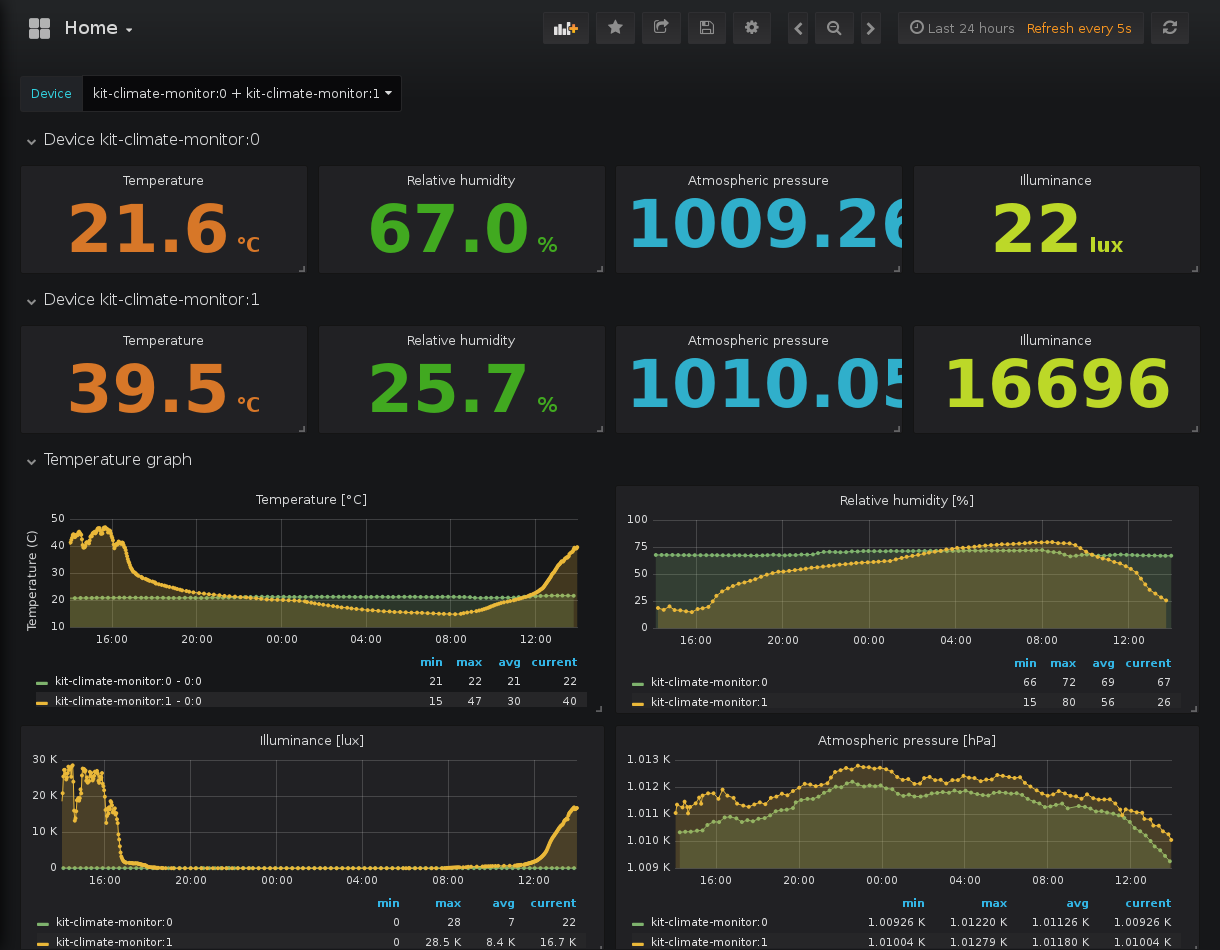 Home
Last 24 hours Refresh every 5s
Device kit-climate-monitor:0 + kit-climate-monitor:1
Device kit-climate-monitor:0
Temperature Relative humidity Atmospheric pressure Illuminance
21.6 °C 67.0 % 1009.26 22 lux
Device kit-climate-monitor:1
Temperature Relative humidity Atmospheric pressure Illuminance
39.5 °C 25.7 % 1010.05 16696
Temperature graph
Temperature [°C]
Temperature (C)
50
40
30
20
10
16:00 20:00 00:00 04:00 08:00 12:00
min max avg current
kit-climate-monitor:0 - 0:0 21 22 21 22
kit-climate-monitor:1 - 0:0 15 47 30 40
Relative humidity [%]
100
75
50
25
0
16:00 20:00 00:00 04:00 08:00 12:00
min max avg current
kit-climate-monitor:0 66 72 69 67
kit-climate-monitor:1 15 80 56 26
Illuminance [lux]
30 K
20 K
10 K
0
16:00 20:00 00:00 04:00 08:00 12:00
min max avg current
kit-climate-monitor:0 0 28 7 22
kit-climate-monitor:1 0 28.5 K 8.4 K 16.7 K
Atmospheric pressure [hPa]
1.013 K
1.012 K
1.011 K
1.010 K
1.009 K
16:00 20:00 00:00 04:00 08:00 12:00
min max avg current
kit-climate-monitor:0 1.00926 K 1.01220 K 1.01126 K 1.00926 K
kit-climate-monitor:1 1.01004 K 1.01279 K 1.01180 K 1.01004 K